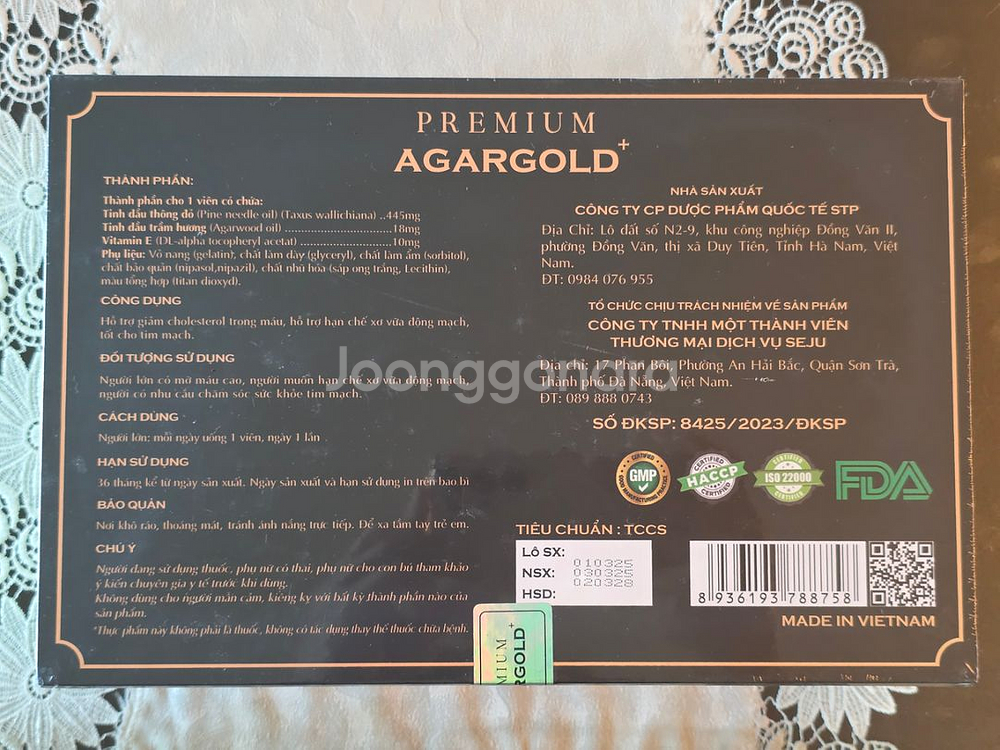 PREMIUM
AGARGOLD+
THÀNH PHẦN:
Thành phần cho 1 viên có chứa:
Tinh dầu thông đỏ (Pine needle oil) (Taxus wallichiana) ..445mg
Tinh dầu trầm hương (Agarwood oil) ..............................18mg
Vitamin E (DL-alpha tocopheryl acetat) ...........................10mg
Phụ liệu: Vỏ nang (gelatin), chất làm dày (glyceryl), chất làm ẩm (sorbitol),
chất bảo quản (nipasol,nipazil), chất nhũ hóa (sáp ong trắng, Lecithin),
màu tổng hợp (titan dioxyd).
CÔNG DỤNG
Hỗ trợ giảm cholesterol trong máu, hỗ trợ hạn chế xơ vữa động mạch,
tốt cho tim mạch.
ĐỐI TƯỢNG SỬ DỤNG
Người lớn có mỡ máu cao, người muốn hạn chế xơ vữa động mạch,
người có nhu cầu chăm sóc sức khỏe tim mạch.
CÁCH DÙNG
Người lớn: mỗi ngày uống 1 viên, ngày 1 lần
HẠN SỬ DỤNG
36 tháng kể từ ngày sản xuất. Ngày sản xuất và hạn sử dụng in trên bao bì
BẢO QUẢN
Nơi khô ráo, thoáng mát, tránh ánh nắng trực tiếp. Để xa tầm tay trẻ em.
CHÚ Ý
Người đang sử dụng thuốc, phụ nữ có thai, phụ nữ cho con bú tham khảo
ý kiến chuyên gia y tế trước khi dùng.
Không dùng cho người mẫn cảm, kiêng kỵ với bất kỳ thành phần nào của
sản phẩm.
*Thực phẩm này không phải là thuốc, không có tác dụng thay thế thuốc chữa bệnh.
NHÀ SẢN XUẤT
CÔNG TY CP DƯỢC PHẨM QUỐC TẾ STP
Địa Chỉ: Lô đất số N2-9, khu công nghiệp Đồng Văn II,
phường Đồng Văn, thị xã Duy Tiên, Tỉnh Hà Nam, Việt
Nam.
ĐT: 0984 076 955
TỔ CHỨC CHỊU TRÁCH NHIỆM VỀ SẢN PHẨM
CÔNG TY TNHH MỘT THÀNH VIÊN
THƯƠNG MẠI DỊCH VỤ SEJU
Địa chỉ: 17 Phan Bôi, Phường An Hải Bắc, Quận Sơn Trà,
Thành phố Đà Nẵng, Việt Nam.
ĐT: 089 888 0743
SỐ ĐKSP: 8425/2023/ĐKSP
CERTIFIED
GMP
GOOD MANUFACTURING PRACTICE
CERTIFIED
HACCP
CERTIFIED
CERTIFIED
ISO 22000
CERTIFIED
FDA
TIÊU CHUẨN : TCCS
Lô SX: 010325
NSX: 030325
HSD: 020328
8 936193 788758
MADE IN VIETNAM
MIUM
RGOLD+
Joonggonara